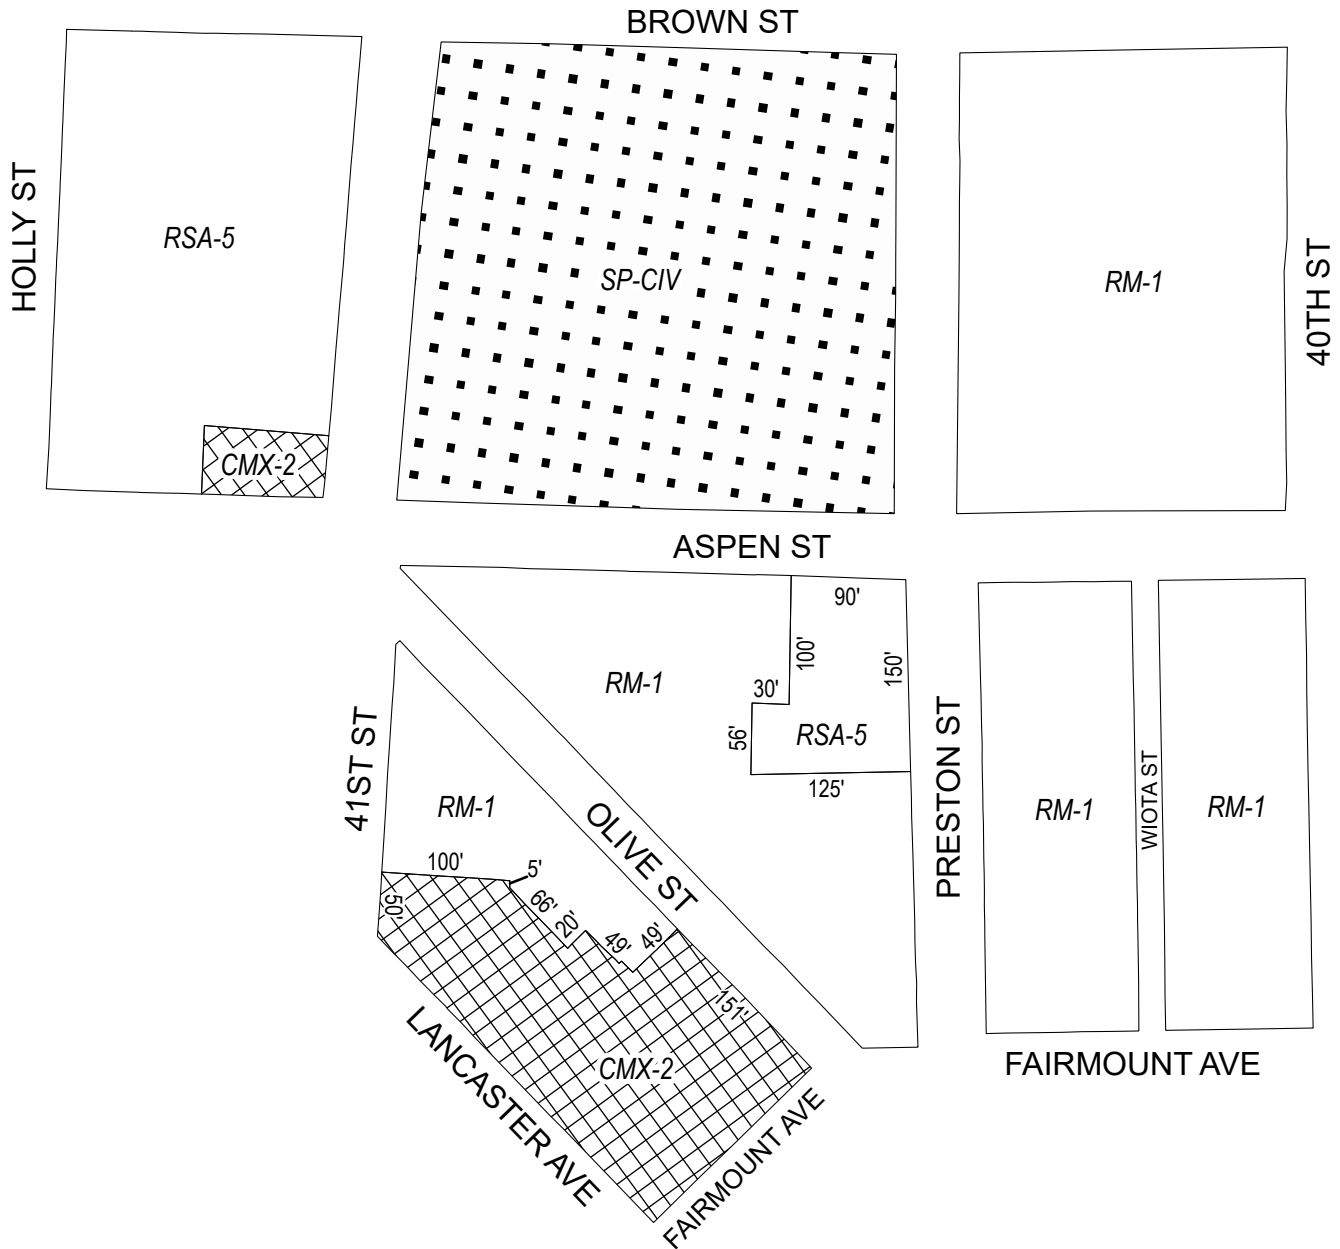 BROWN ST
HOLLY ST
RSA-5
SP-CIV
RM-1
40TH ST
CMX-2
ASPEN ST
90'
100'
150'
RM-1
30'
56'
RSA-5
125'
41ST ST
PRESTON ST
RM-1
OLIVE ST
RM-1
WIOTA ST
RM-1
100'
5'
50'
66'
20'
49'
49'
151'
LANCASTER AVE
CMX-2
FAIRMOUNT AVE
FAIRMOUNT AVE